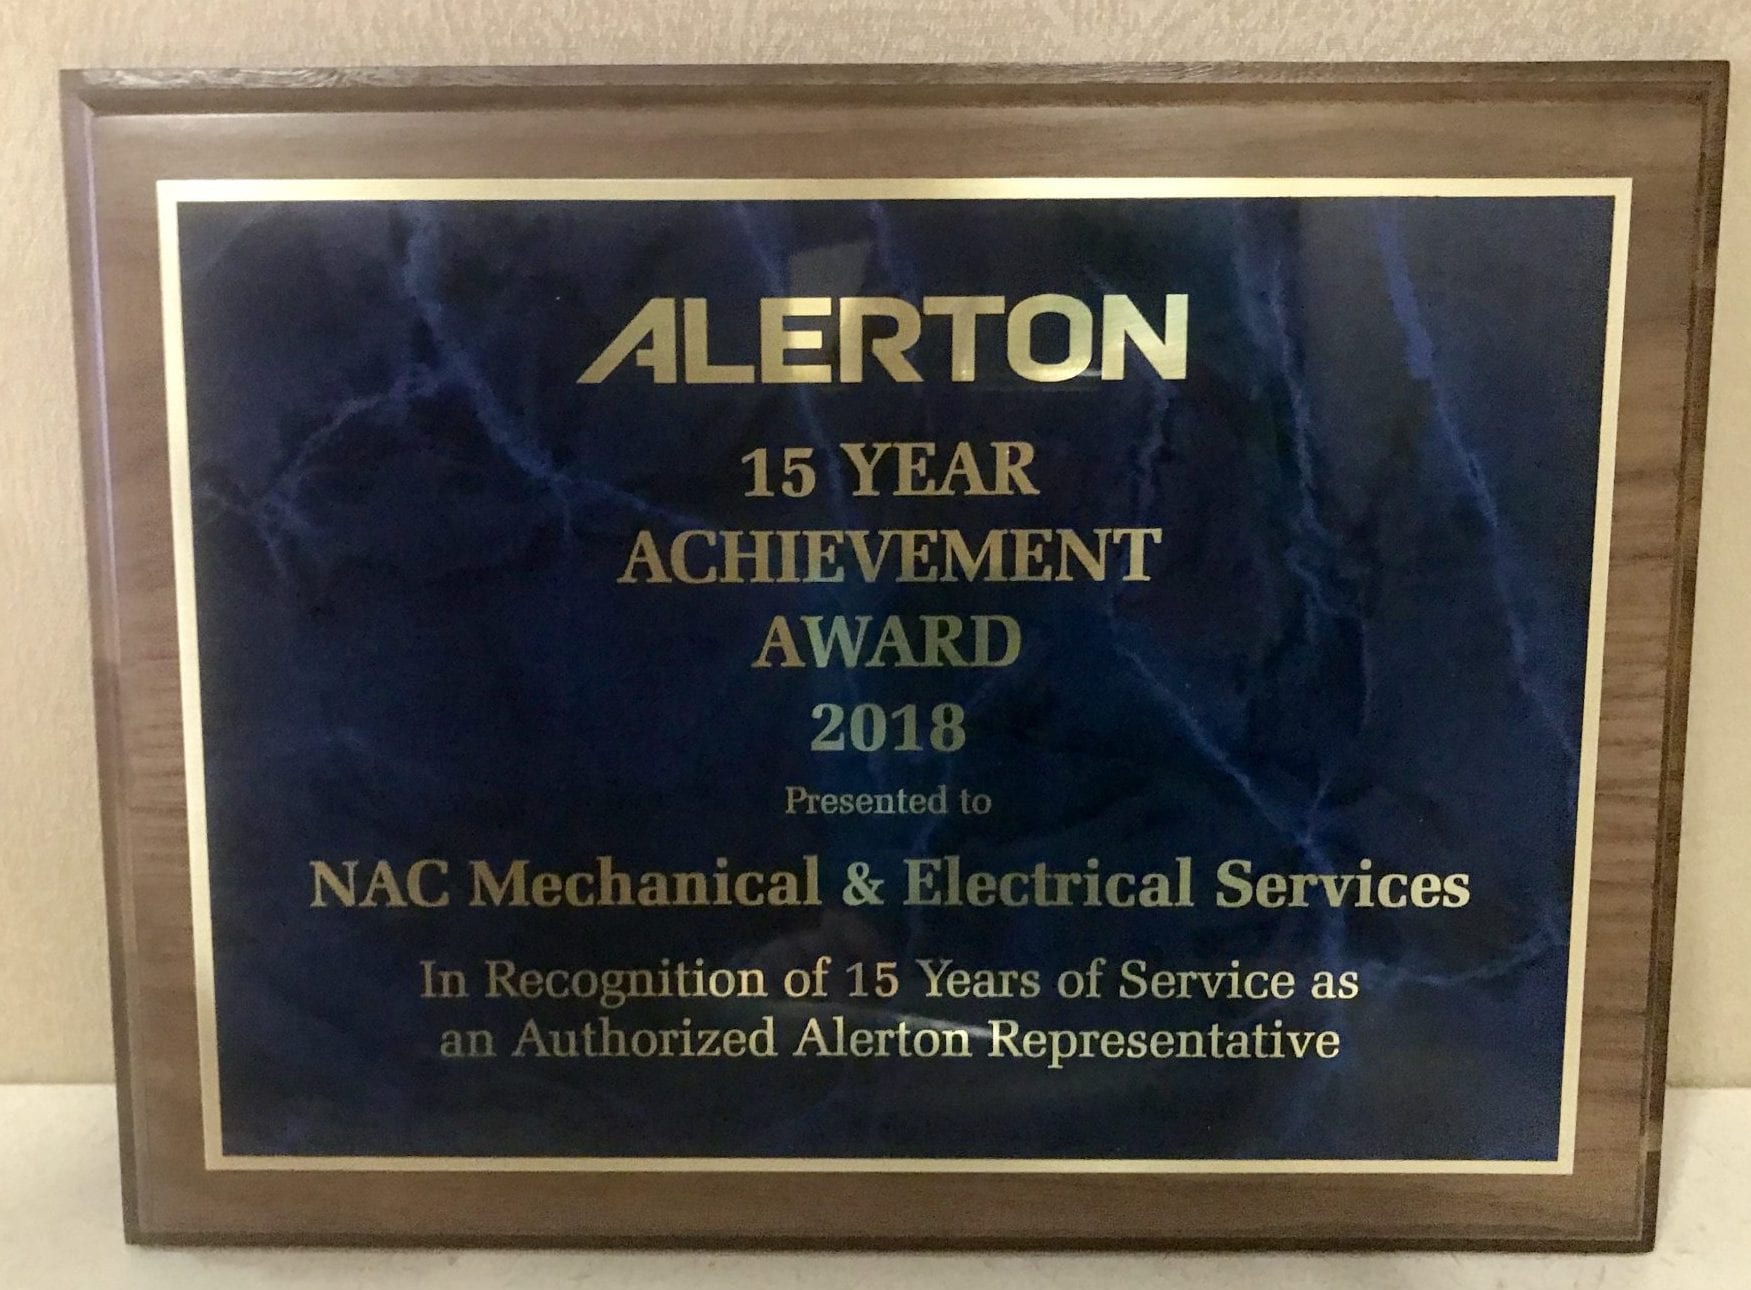 ALERTON
15 YEAR
ACHIEVEMENT
AWARD
2018
Presented to
NAC Mechanical & Electrical Services
In Recognition of 15 Years of Service as
an Authorized Alerton Representative